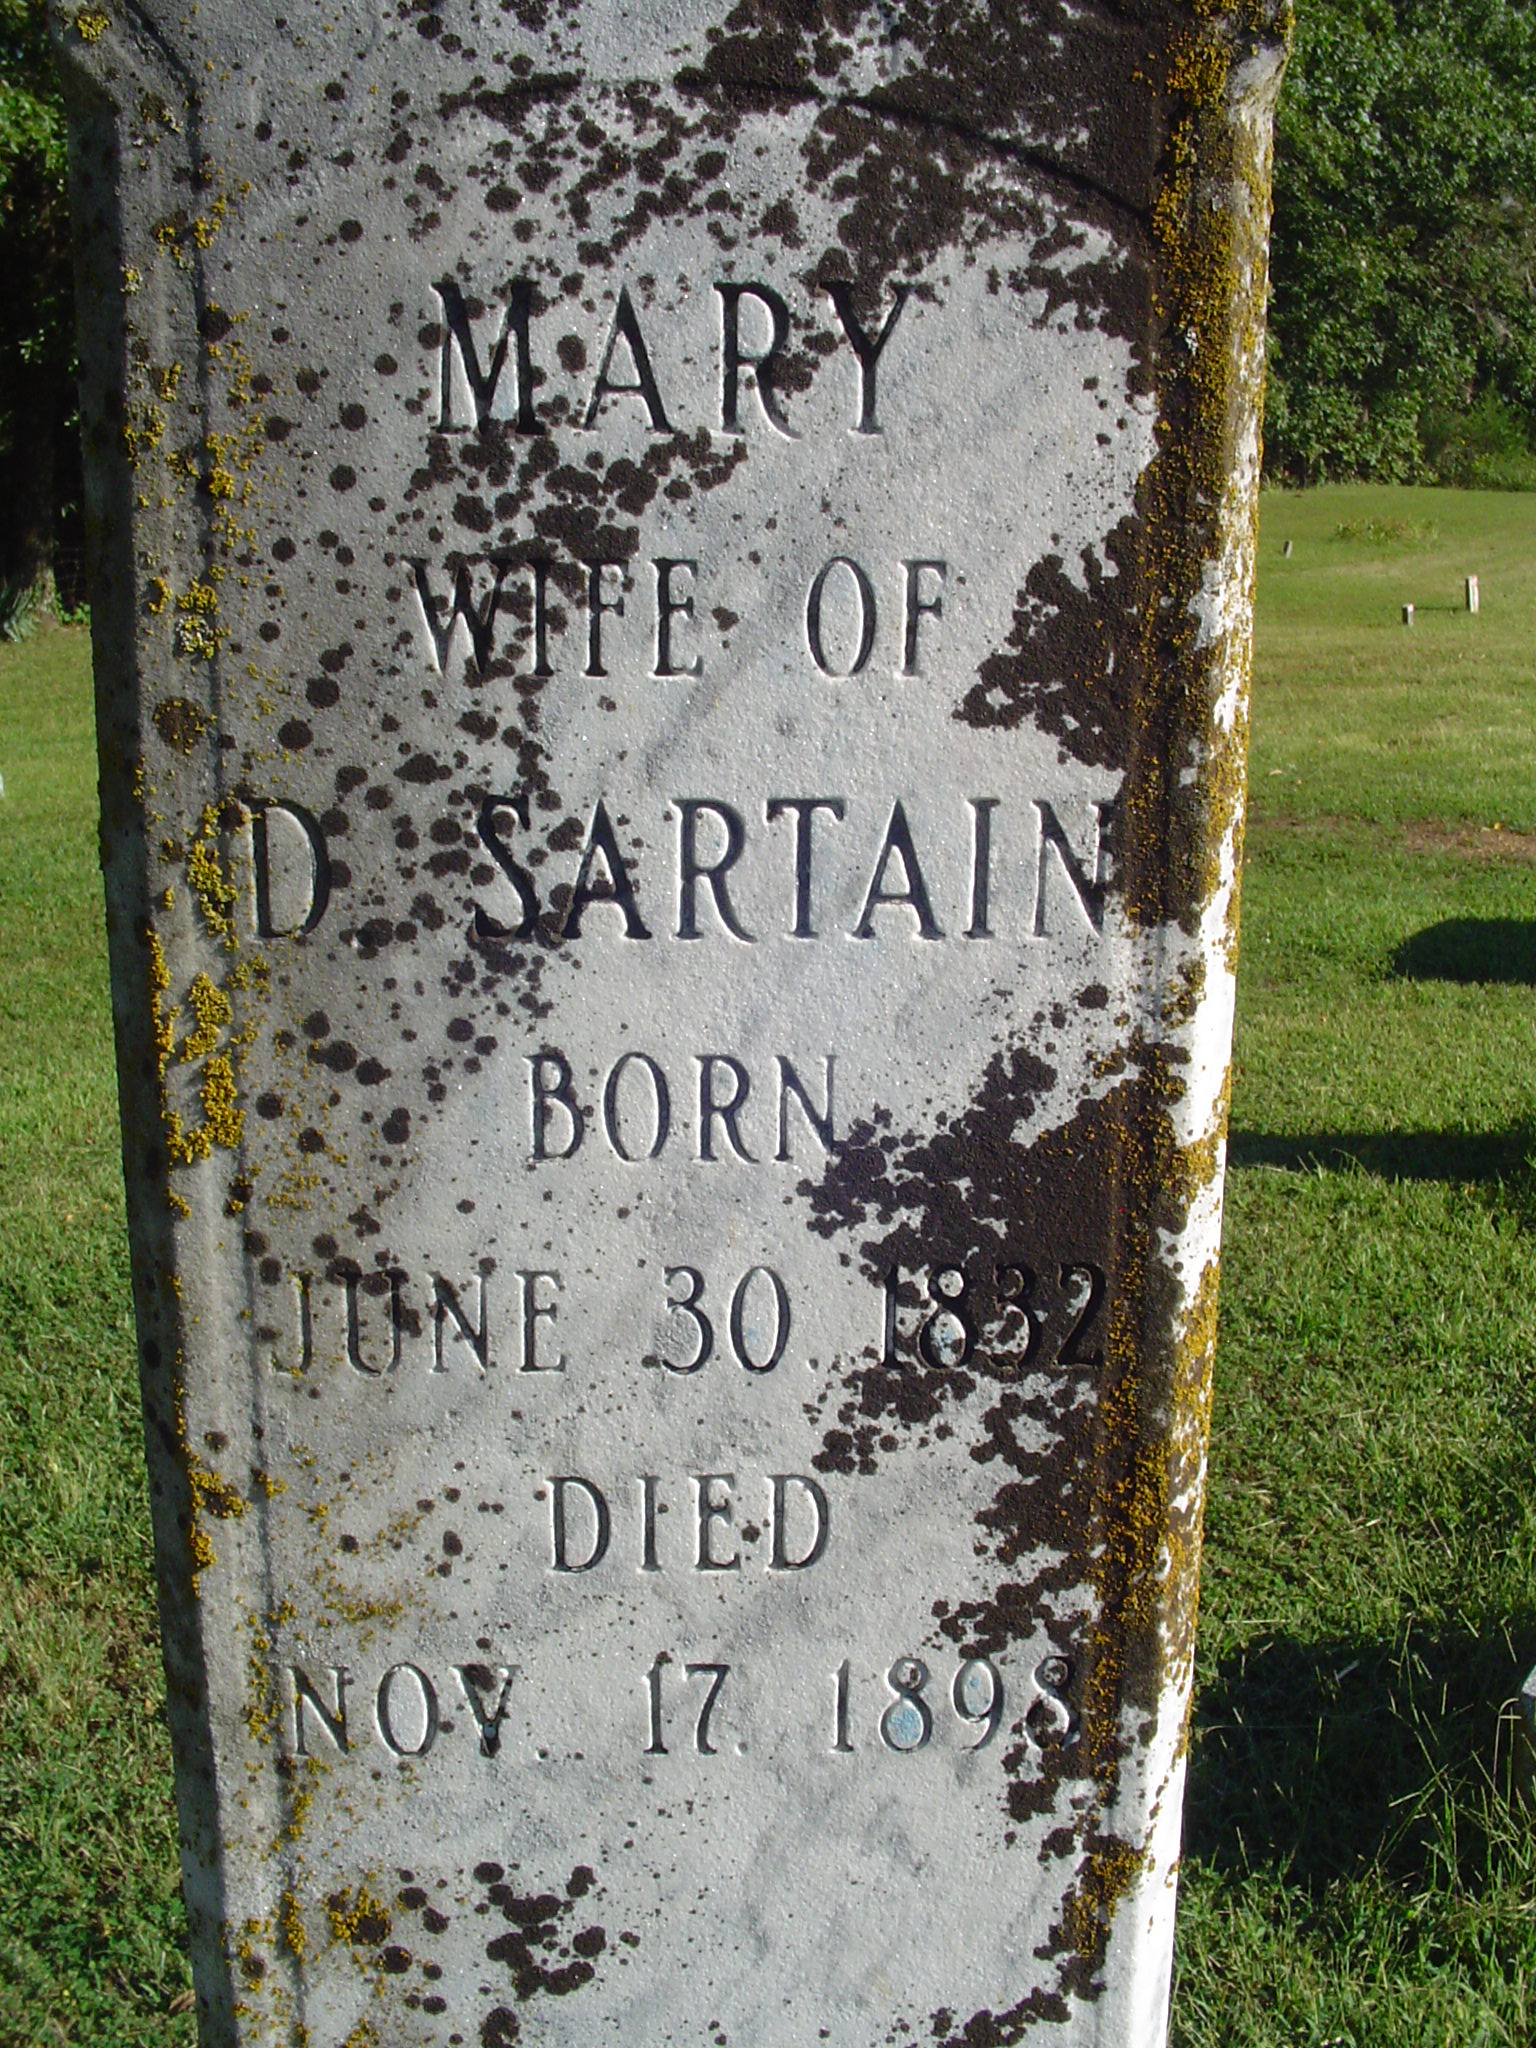 MARY
WIFE OF
D. SARTAIN
BORN
JUNE 30. 1832
DIED
NOV. 17. 1898